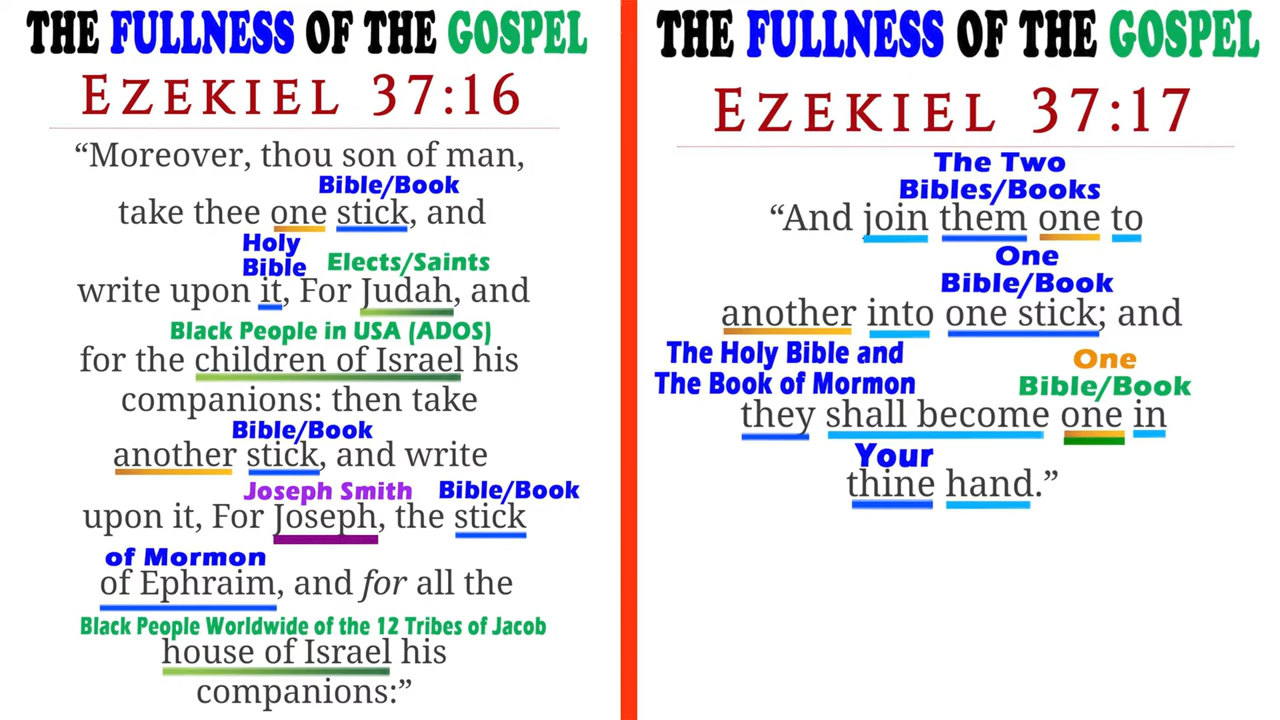 THE FULLNESS OF THE GOSPEL
EZEKIEL 37:16
“Moreover, thou son of man,
Bible/Book
take thee one stick, and
Holy
Bible
Elects/Saints
write upon it, For Judah, and
Black People in USA (ADOS)
for the children of Israel his
companions: then take
Bible/Book
another stick, and write
Joseph Smith
Bible/Book
upon it, For Joseph, the stick
of Mormon
of Ephraim, and for all the
Black People Worldwide of the 12 Tribes of Jacob
house of Israel his
companions:”
THE FULLNESS OF THE GOSPEL
EZEKIEL 37:17
The Two
Bibles/Books
“And join them one to
One
Bible/Book
another into one stick; and
The Holy Bible and
The Book of Mormon
One
Bible/Book
they shall become one in
Your
thine hand.”